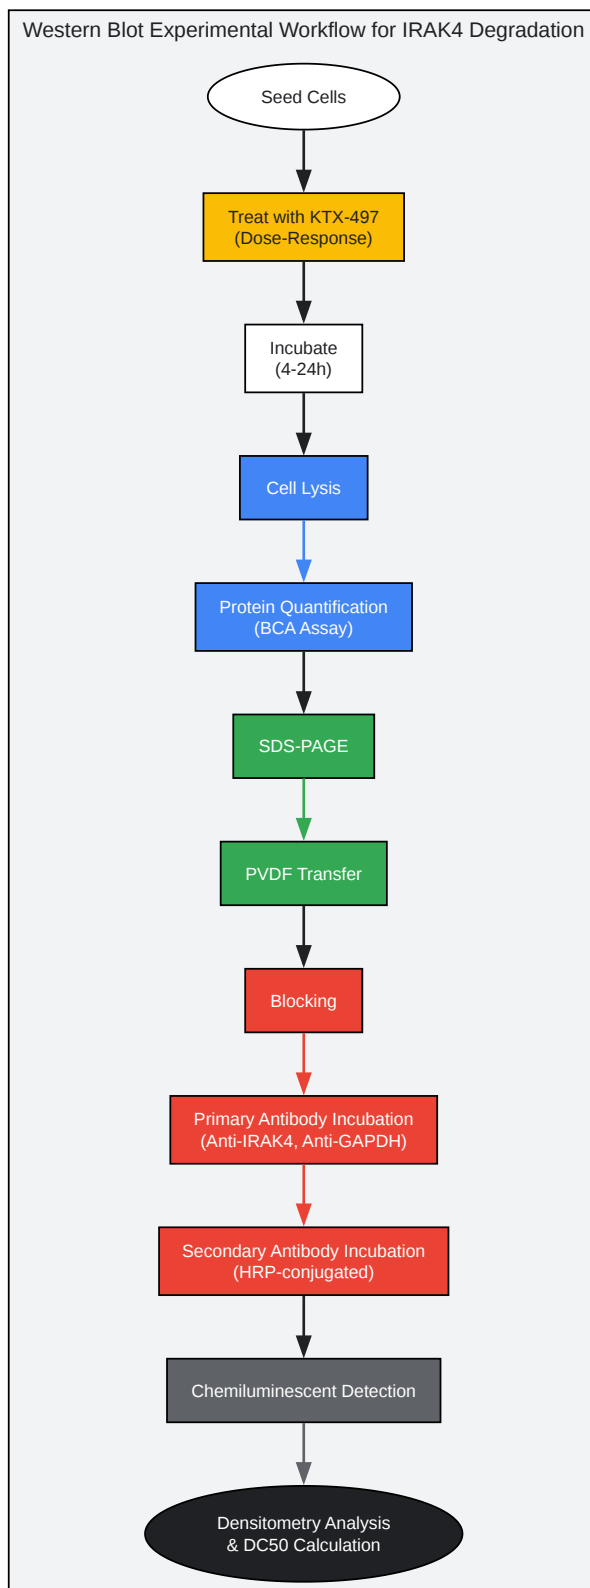 Western Blot Experimental Workflow for IRAK4 Degradation
Seed Cells
Treat with KTX-497
(Dose-Response)
Incubate
(4-24h)
Cell Lysis
Protein Quantification
(BCA Assay)
SDS-PAGE
PVDF Transfer
Blocking
Primary Antibody Incubation
(Anti-IRAK4, Anti-GAPDH)
Secondary Antibody Incubation
(HRP-conjugated)
Chemiluminescent Detection
Densitometry Analysis
& DC50 Calculation